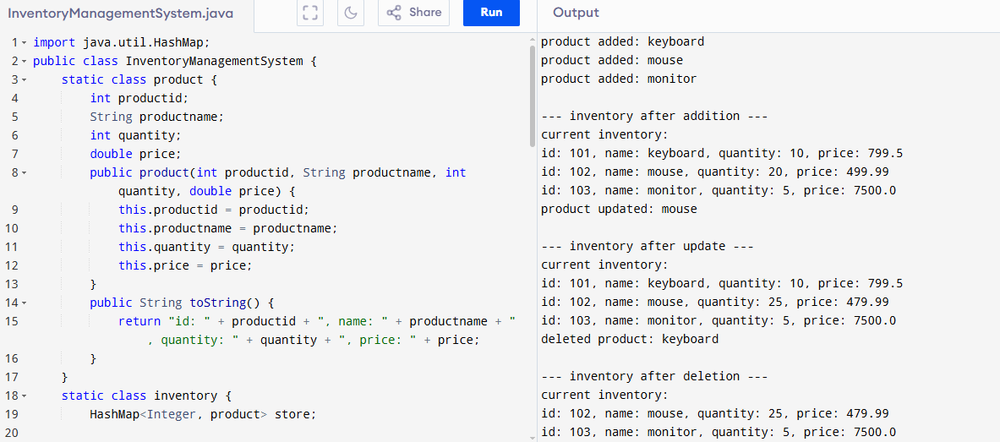 InventoryManagementSystem.java
Share
Run
Output
1 import java.util.HashMap;
2 public class InventoryManagementSystem {
3 static class product {
4 int productid;
5 String productname;
6 int quantity;
7 double price;
8 public product(int productid, String productname, int
quantity, double price) {
9 this.productid = productid;
10 this.productname = productname;
11 this.quantity = quantity;
12 this.price = price;
13 }
14 public String toString() {
15 return "id: " + productid + ", name: " + productname + "
, quantity: " + quantity + ", price: " + price;
16 }
17 }
18 static class inventory {
19 HashMap<Integer, product> store;
20
product added: keyboard
product added: mouse
product added: monitor
--- inventory after addition ---
current inventory:
id: 101, name: keyboard, quantity: 10, price: 799.5
id: 102, name: mouse, quantity: 20, price: 499.99
id: 103, name: monitor, quantity: 5, price: 7500.0
product updated: mouse
--- inventory after update ---
current inventory:
id: 101, name: keyboard, quantity: 10, price: 799.5
id: 102, name: mouse, quantity: 25, price: 479.99
id: 103, name: monitor, quantity: 5, price: 7500.0
deleted product: keyboard
--- inventory after deletion ---
current inventory:
id: 102, name: mouse, quantity: 25, price: 479.99
id: 103, name: monitor, quantity: 5, price: 7500.0